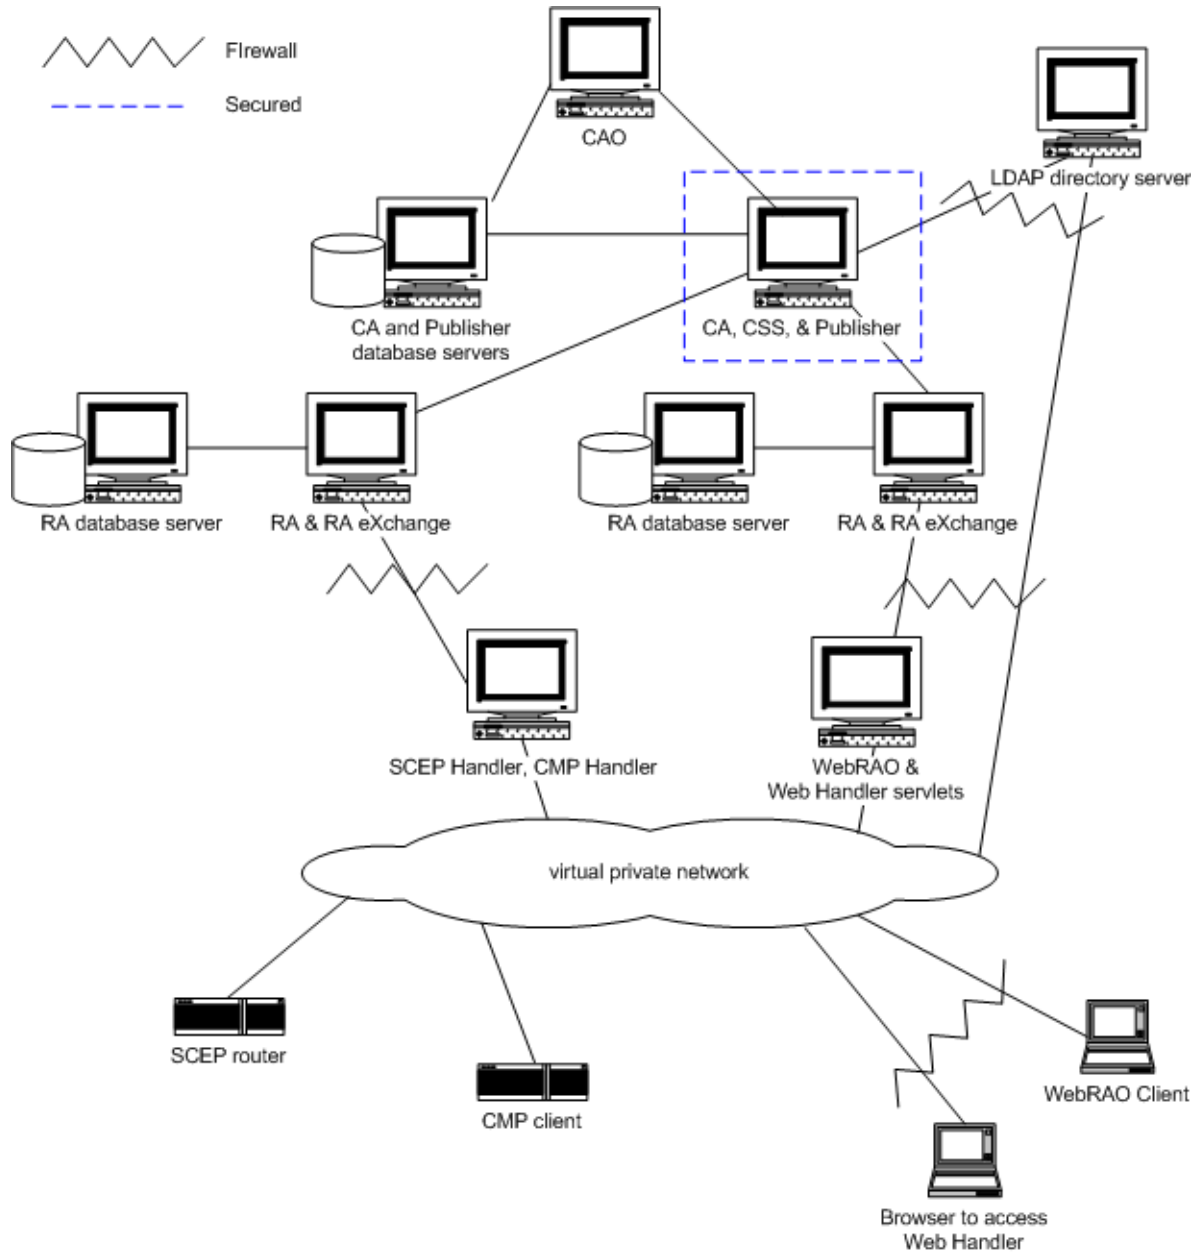 FIrewall
Secured
CAO
LDAP directory server
CA and Publisher
database servers
CA, CSS, & Publisher
RA database server
RA & RA eXchange
RA database server
RA & RA eXchange
SCEP Handler, CMP Handler
WebRAO &
Web Handler servlets
virtual private network
SCEP router
CMP client
WebRAO Client
Browser to access
Web Handler